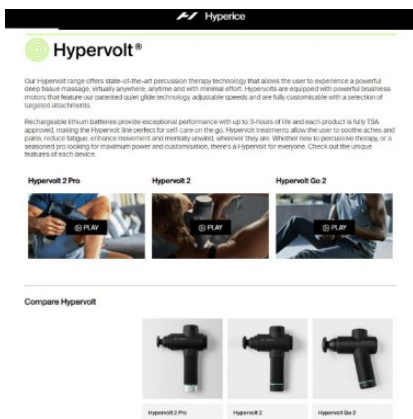 Hyperice
Hypervolt®
Our Hypervolt range offers state-of-the-art percussion therapy technology that allows the user to experience a powerful
deep tissue massage, virtually anywhere, anytime and with minimal effort. Hypervolts are equipped with powerful brushless
motors that feature our patented quiet glide technology adjustable speeds and are fully customisable with a selection of
targeted attachments.
Rechargeable lithium batteries provide exceptional performance with up to 3-hours of life and each product is fully TSA
approved, making the Hypervolt line perfect for self-care on the go. Hypervolt treatments allow the user to soothe aches and
pains, reduce fatigue, enhance movement and mentally unwind, wherever they are. Whether new to percussive therapy, or a
seasoned pro looking for maximum power and customisation, there's a Hypervolt for everyone. Check out the unique
features of each device.
Hypervolt 2 Pro Hypervolt 2 Hypervolt Go 2
PLAY PLAY PLAY
Compare Hypervolt
Hypervolt 2 Pro Hypervolt 2 Hypervolt Go 2